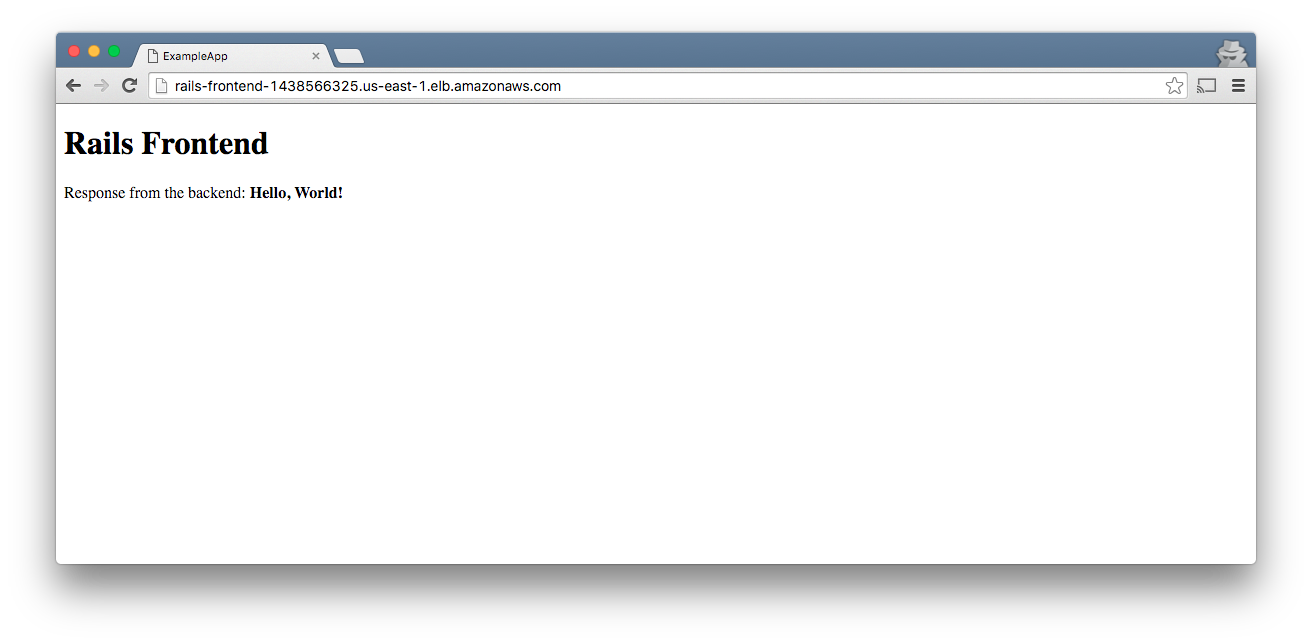 ExampleApp
rails-frontend-1438566325.us-east-1.elb.amazonaws.com
Rails Frontend
Response from the backend: Hello, World!